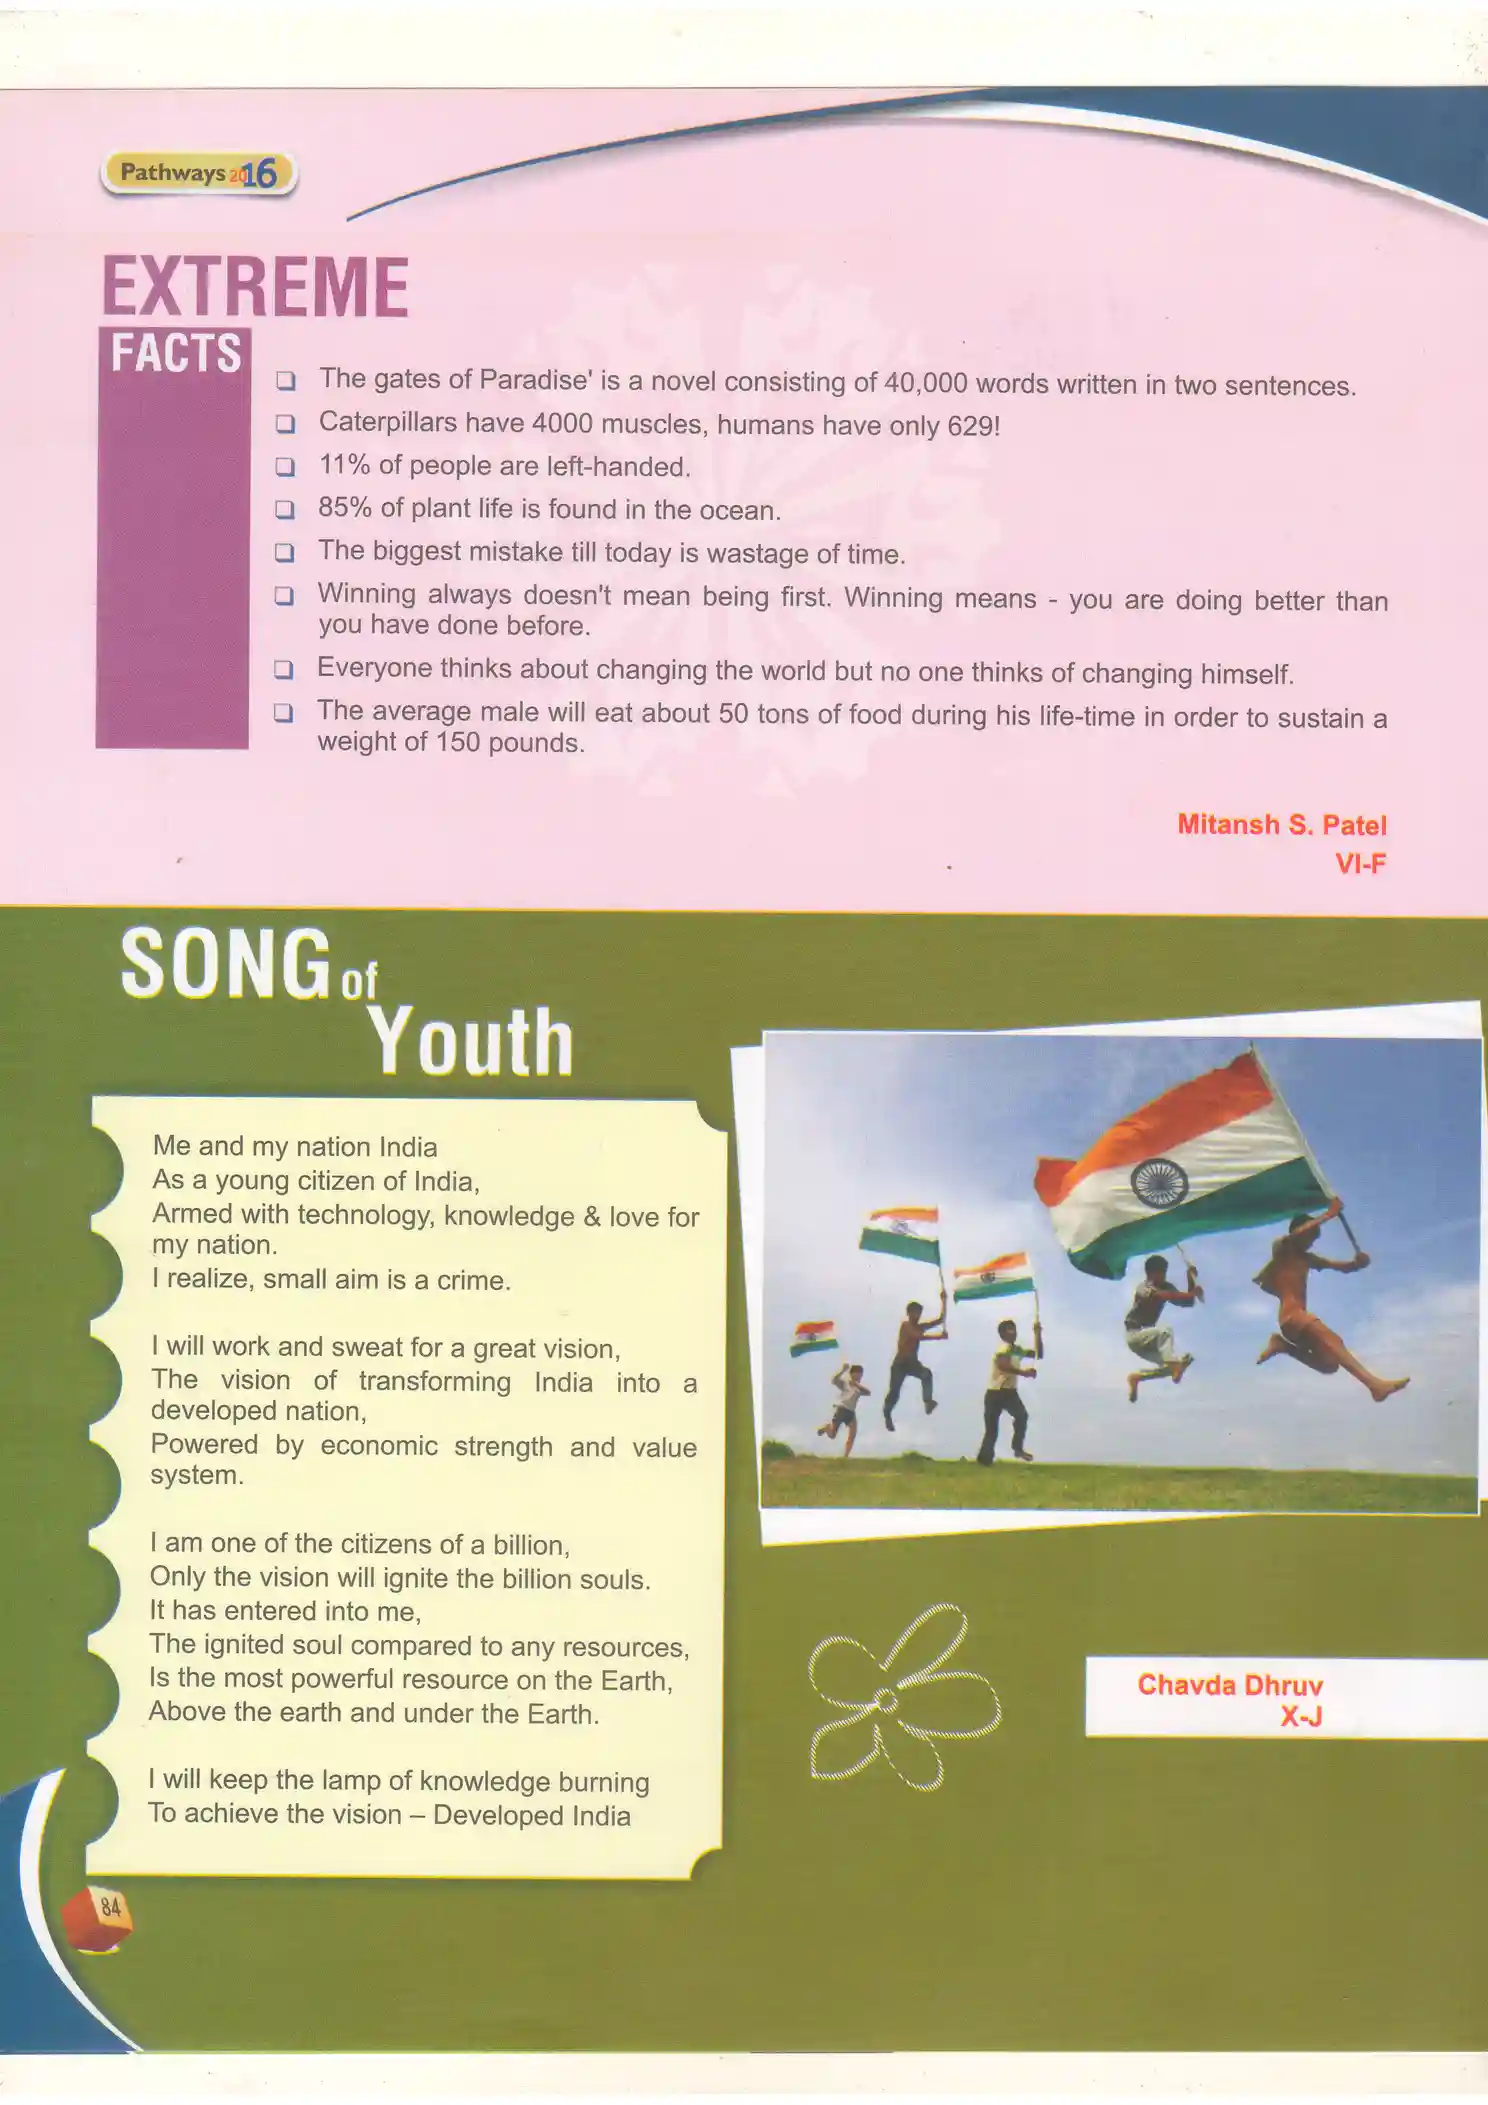 Pathways 2016
EXTREME
FACTS
The gates of Paradise' is a novel consisting of 40,000 words written in two sentences.
Caterpillars have 4000 muscles, humans have only 629!
11% of people are left-handed.
85% of plant life is found in the ocean.
The biggest mistake till today is wastage of time.
Winning always doesn't mean being first. Winning means - you are doing better than
you have done before.
Everyone thinks about changing the world but no one thinks of changing himself.
The average male will eat about 50 tons of food during his life-time in order to sustain a
weight of 150 pounds.
Mitansh S. Patel
VI-F
SONG of
Youth
Me and my nation India
As a young citizen of India,
Armed with technology, knowledge & love for
my nation.
I realize, small aim is a crime.
I will work and sweat for a great vision,
The vision of transforming India into a
developed nation,
Powered by economic strength and value
system.
I am one of the citizens of a billion,
Only the vision will ignite the billion souls.
It has entered into me,
The ignited soul compared to any resources,
Is the most powerful resource on the Earth,
Above the earth and under the Earth.
I will keep the lamp of knowledge burning
To achieve the vision – Developed India
Chavda Dhruv
X-J
84